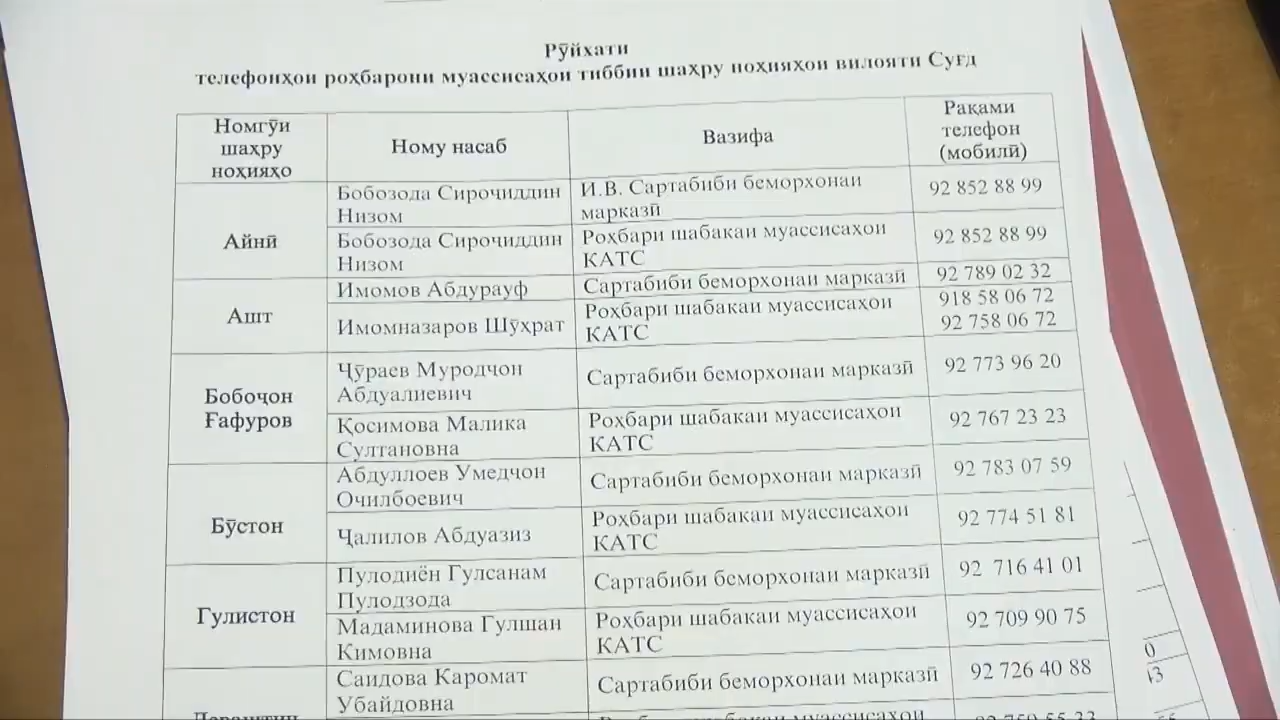 Рӯйхати
телефонҳои роҳбарони муассисаҳои тиббии шаҳру ноҳияҳои вилояти Суғд
Номгӯи
шаҳру
ноҳияҳо
Ному насаб
Вазифа
Рақами
телефон
(мобилӣ)
Айнӣ
Бобозода Сироҷиддин
Низом
И.В. Сартабиби беморхонаи
марказӣ
92 852 88 99
Бобозода Сироҷиддин
Низом
Роҳбари шабакаи муассисаҳои
КАТС
92 852 88 99
Ашт
Имомов Абдурауф
Сартабиби беморхонаи марказӣ
92 789 02 32
Имомназаров Шӯҳрат
Роҳбари шабакаи муассисаҳои
КАТС
918 58 06 72
92 758 06 72
Бобоҷон
Ғафуров
Ҷӯраев Муродҷон
Абдуалиевич
Сартабиби беморхонаи марказӣ
92 773 96 20
Қосимова Малика
Султановна
Роҳбари шабакаи муассисаҳои
КАТС
92 767 23 23
Бӯстон
Абдуллоев Умедҷон
Очилбоевич
Сартабиби беморхонаи марказӣ
92 783 07 59
Ҷалилов Абдуазиз
Роҳбари шабакаи муассисаҳои
КАТС
92 774 51 81
Гулистон
Пулодиён Гулсанам
Пулодзода
Сартабиби беморхонаи марказӣ
92 716 41 01
Мадаминова Гулшан
Кимовна
Роҳбари шабакаи муассисаҳои
КАТС
92 709 90 75
Саидова Каромат
Убайдовна
Сартабиби беморхонаи марказӣ
92 726 40 88
Роҳбари шабакаи муассисаҳои